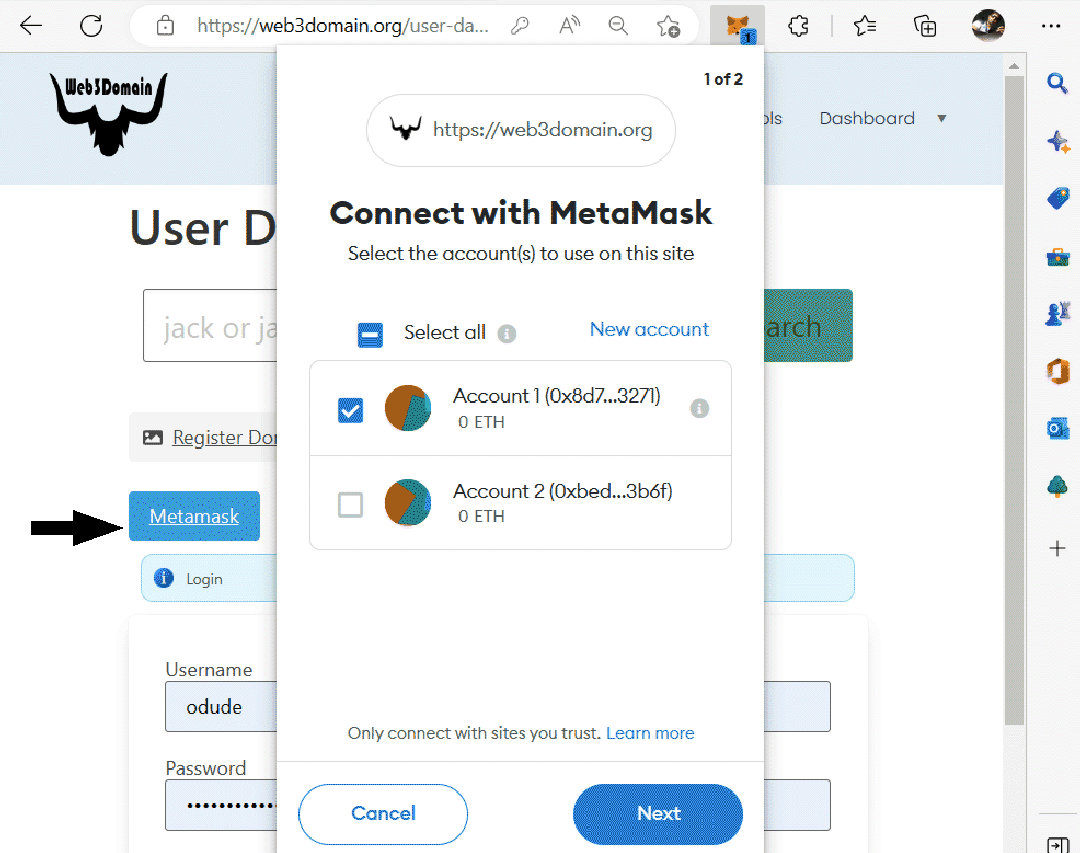 https://web3domain.org/user-da...
1
Web3Domain
ols
Dashboard
1 of 2
https://web3domain.org
Connect with MetaMask
Select the account(s) to use on this site
User D
jack or ja
arch
Select all
New account
Account 1 (0x8d7...3271)
0 ETH
Register Dor
Account 2 (0xbed...3b6f)
0 ETH
Metamask
Login
Username
odude
Only connect with sites you trust. Learn more
Password
Cancel
Next